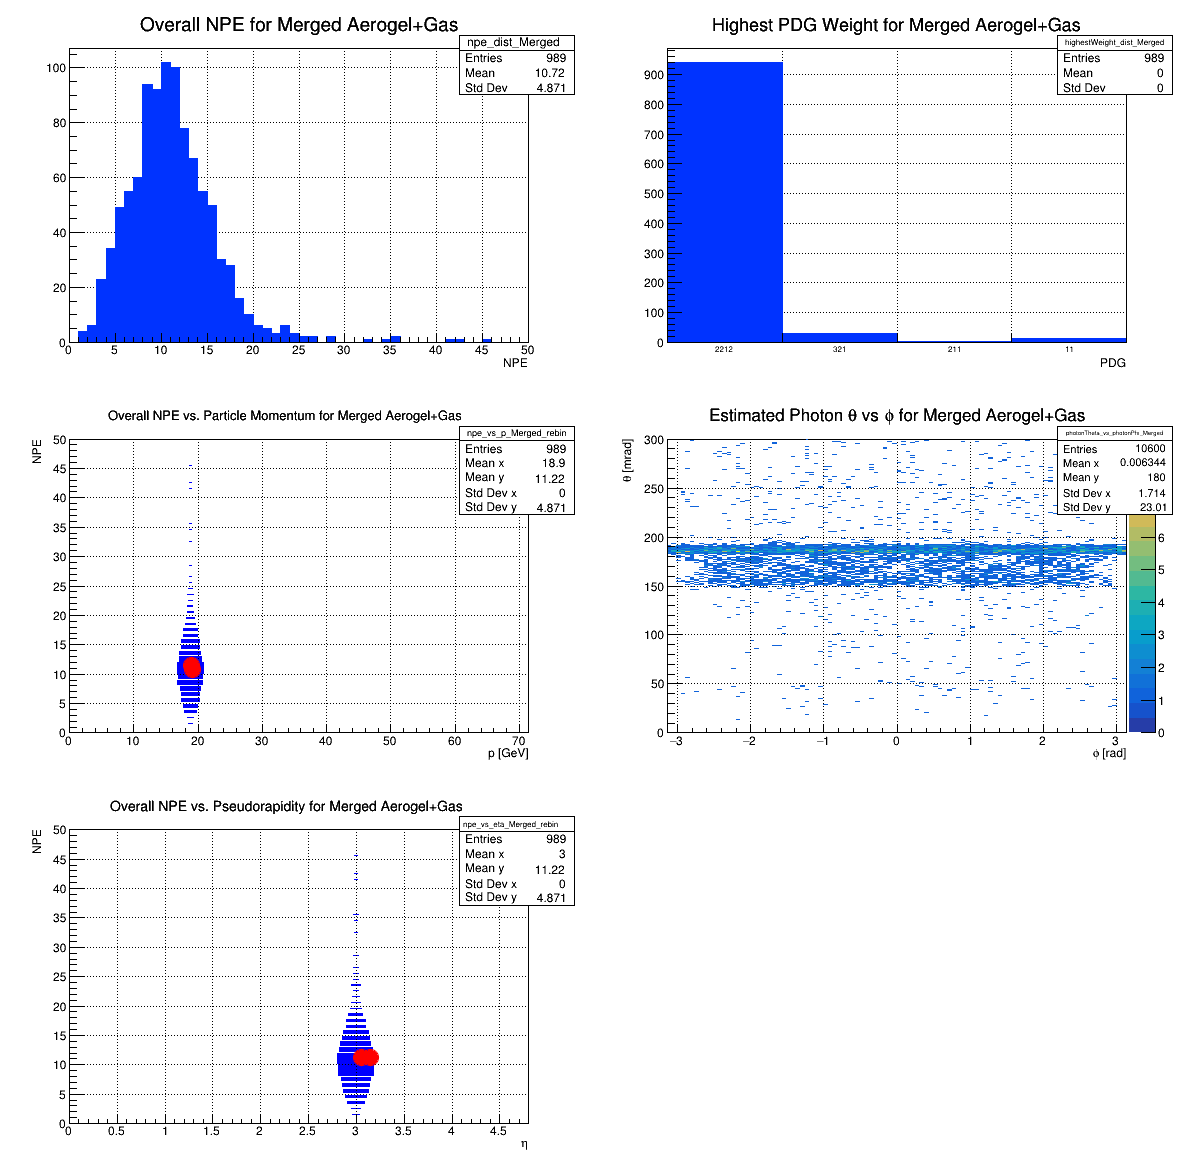 Overall NPE for Merged Aerogel+Gas
npe_dist_Merged
Entries 989
Mean 10.72
Std Dev 4.871
100
80
60
40
20
0
0 5 10 15 20 25 30 35 40 45 50
NPE
Highest PDG Weight for Merged Aerogel+Gas
highestWeight_dist_Merged
Entries 989
Mean 0
Std Dev 0
900
800
700
600
500
400
300
200
100
0
2212 321 211 11
PDG
Overall NPE vs. Particle Momentum for Merged Aerogel+Gas
npe_vs_p_Merged_rebin
Entries 989
Mean x 18.9
Mean y 11.22
Std Dev x 0
Std Dev y 4.871
NPE
50
45
40
35
30
25
20
15
10
5
0
0 10 20 30 40 50 60 70
p [GeV]
Estimated Photon θ vs ϕ for Merged Aerogel+Gas
photonTheta_vs_photonPhi_Merged
Entries 10600
Mean x 0.006344
Mean y 180
Std Dev x 1.714
Std Dev y 23.01
θ [mrad]
300
250
200
150
100
50
0
−3 −2 −1 0 1 2 3
ϕ [rad]
6
5
4
3
2
1
0
Overall NPE vs. Pseudorapidity for Merged Aerogel+Gas
npe_vs_eta_Merged_rebin
Entries 989
Mean x 3
Mean y 11.22
Std Dev x 0
Std Dev y 4.871
NPE
50
45
40
35
30
25
20
15
10
5
0
0 0.5 1 1.5 2 2.5 3 3.5 4 4.5
η